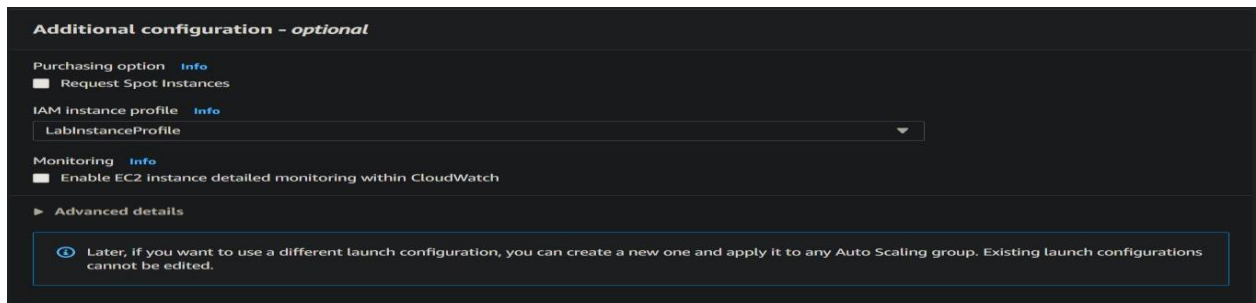 Additional configuration – optional
Purchasing option Info
Request Spot Instances
IAM instance profile Info
LabInstanceProfile
Monitoring Info
Enable EC2 instance detailed monitoring within CloudWatch
Advanced details
Later, if you want to use a different launch configuration, you can create a new one and apply it to any Auto Scaling group. Existing launch configurations
cannot be edited.